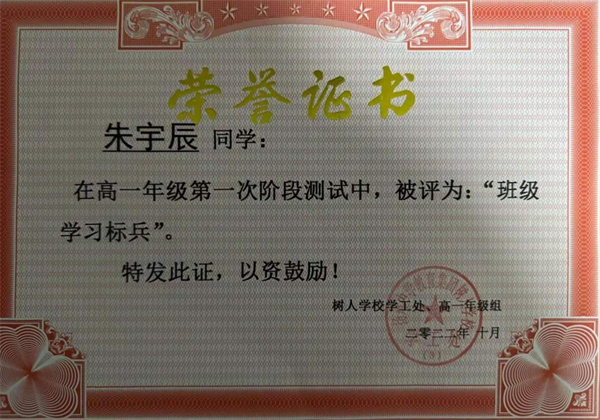 荣誉证书
朱宇辰 同学：
在高一年级第一次阶段测试中，被评为：“班级
学习标兵”。
特发此证，以资鼓励！
树人学校学工处、高一年级组
二零二二年 十月
(3)